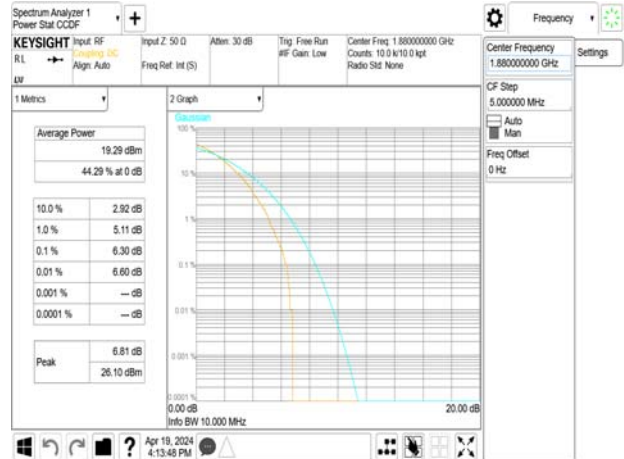 Spectrum Analyzer 1
Power Stat CCDF
Frequency
KEYSIGHT
Input: RF
Coupling: DC
Align: Auto
Input Z: 50 Ω
Freq Ref: Int (S)
Atten: 30 dB
Trig: Free Run
#IF Gain: Low
Center Freq: 1.880000000 GHz
Counts: 10.0 k/10.0 kpt
Radio Std: None
RL
Center Frequency
1.880000000 GHz
Settings
CF Step
5.000000 MHz
Auto
Man
Freq Offset
0 Hz
1 Metrics
Average Power
19.29 dBm
44.29 % at 0 dB
10.0 % 2.92 dB
1.0 % 5.11 dB
0.1 % 6.30 dB
0.01 % 6.60 dB
0.001 % --- dB
0.0001 % --- dB
Peak
6.81 dB
26.10 dBm
2 Graph
Gaussian
100 %
10 %
1 %
0.1 %
0.01 %
0.001 %
0.0001 %
0.00 dB
20.00 dB
Info BW 10.000 MHz
?
Apr 19, 2024
4:13:48 PM